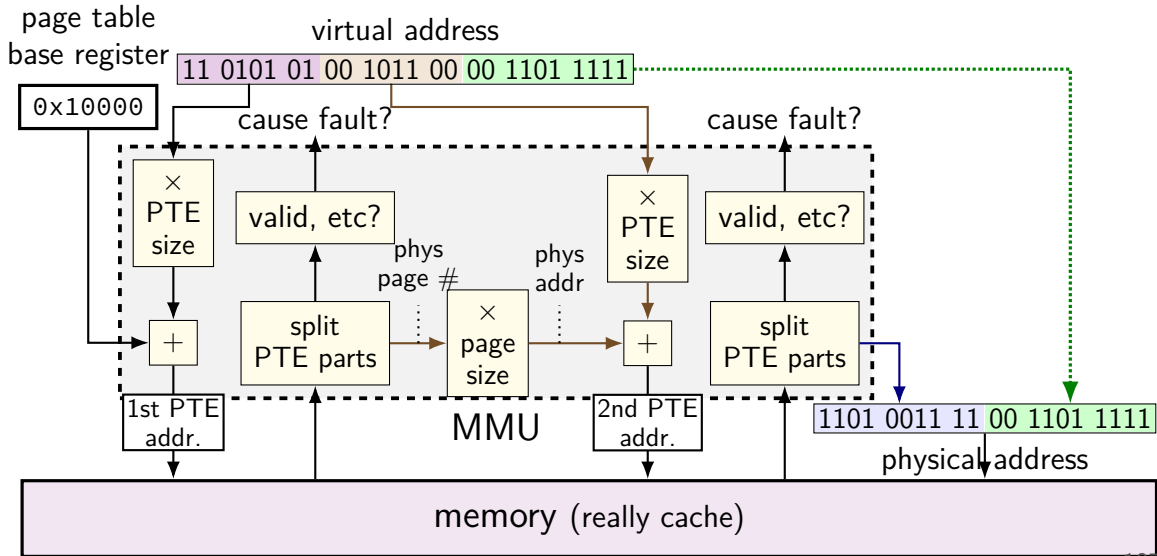 page table
base register
virtual address
11 0101 01 00 1011 00 00 1101 1111
0x10000
cause fault?
cause fault?
×
PTE
size
valid, etc?
×
PTE
size
valid, etc?
phys
page #
phys
addr
+
split
PTE parts
×
page
size
+
split
PTE parts
1st PTE
addr.
MMU
2nd PTE
addr.
1101 0011 11 00 1101 1111
physical address
memory (really cache)